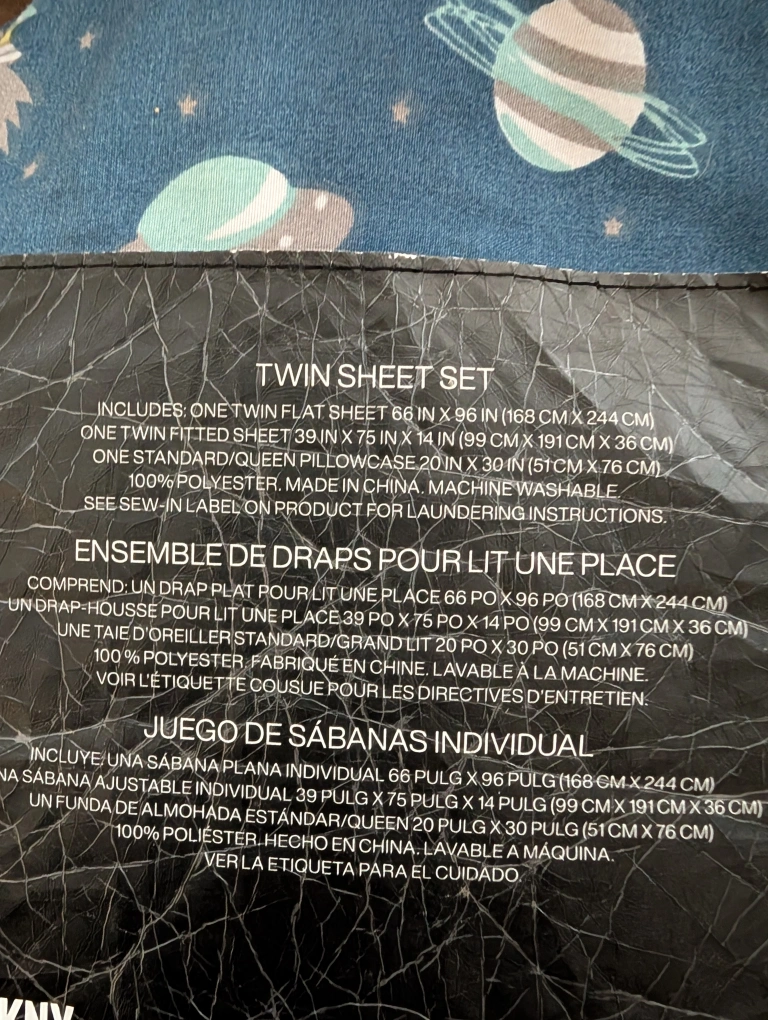 TWIN SHEET SET
INCLUDES: ONE TWIN FLAT SHEET 66 IN X 96 IN (168 CM X 244 CM)
ONE TWIN FITTED SHEET 39 IN X 75 IN X 14 IN (99 CM X 191 CM X 36 CM)
ONE STANDARD/QUEEN PILLOWCASE 20 IN X 30 IN (51 CM X 76 CM)
100% POLYESTER. MADE IN CHINA. MACHINE WASHABLE.
SEE SEW-IN LABEL ON PRODUCT FOR LAUNDERING INSTRUCTIONS.
ENSEMBLE DE DRAPS POUR LIT UNE PLACE
COMPREND: UN DRAP PLAT POUR LIT UNE PLACE 66 PO X 96 PO (168 CM X 244 CM)
UN DRAP-HOUSSE POUR LIT UNE PLACE 39 PO X 75 PO X 14 PO (99 CM X 191 CM X 36 CM)
UNE TAIE D'OREILLER STANDARD/GRAND LIT 20 PO X 30 PO (51 CM X 76 CM)
100 % POLYESTER. FABRIQUÉ EN CHINE. LAVABLE À LA MACHINE.
VOIR L'ÉTIQUETTE COUSUE POUR LES DIRECTIVES D'ENTRETIEN.
JUEGO DE SÁBANAS INDIVIDUAL
INCLUYE: UNA SÁBANA PLANA INDIVIDUAL 66 PULG X 96 PULG (168 CM X 244 CM)
NA SÁBANA AJUSTABLE INDIVIDUAL 39 PULG X 75 PULG X 14 PULG (99 CM X 191 CM X 36 CM)
UN FUNDA DE ALMOHADA ESTÁNDAR/QUEEN 20 PULG X 30 PULG (51 CM X 76 CM)
100% POLIÉSTER. HECHO EN CHINA. LAVABLE A MÁQUINA.
VER LA ETIQUETA PARA EL CUIDADO.
KNY